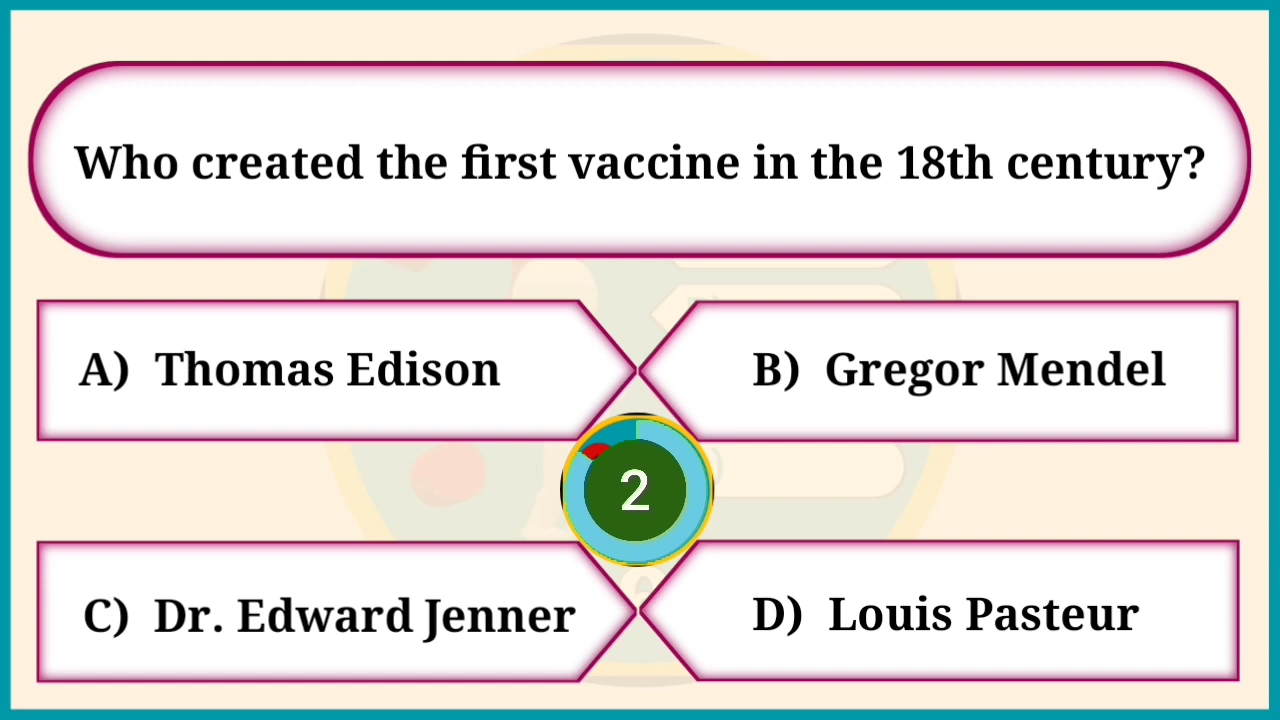 Who created the first vaccine in the 18th century?
A) Thomas Edison
B) Gregor Mendel
2
C) Dr. Edward Jenner
D) Louis Pasteur